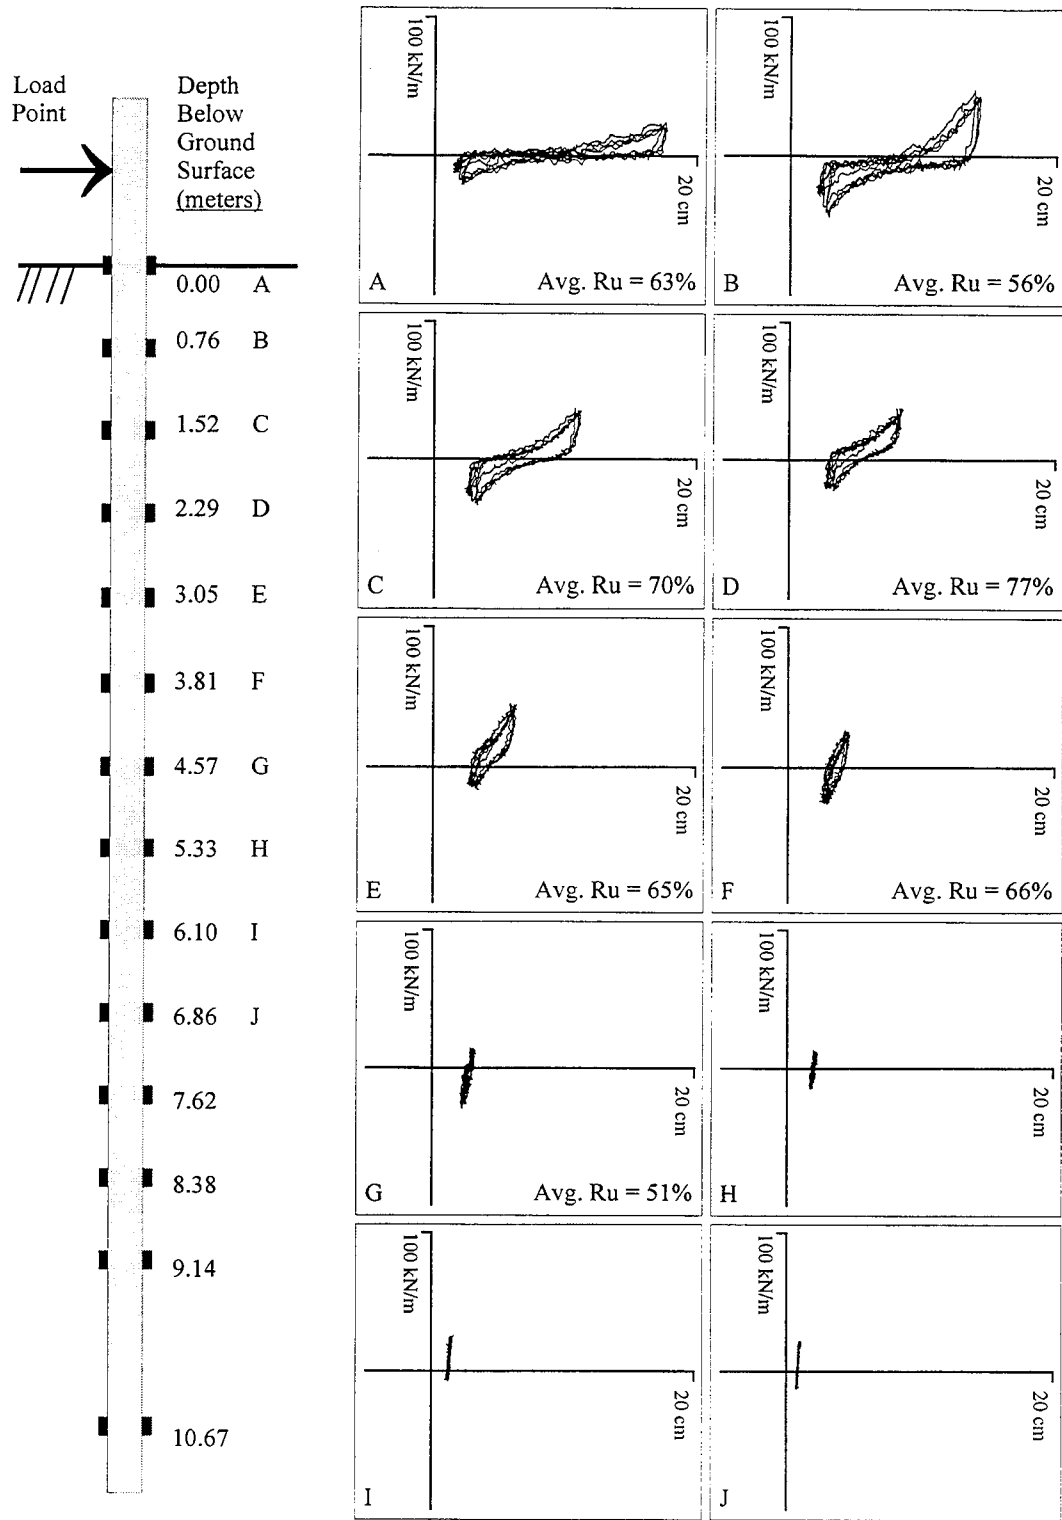 Load
Point
Depth
Below
Ground
Surface
(meters)
0.00 A
0.76 B
1.52 C
2.29 D
3.05 E
3.81 F
4.57 G
5.33 H
6.10 I
6.86 J
7.62
8.38
9.14
10.67
100 kN/m
20 cm
A Avg. Ru = 63%
100 kN/m
20 cm
B Avg. Ru = 56%
100 kN/m
20 cm
C Avg. Ru = 70%
100 kN/m
20 cm
D Avg. Ru = 77%
100 kN/m
20 cm
E Avg. Ru = 65%
100 kN/m
20 cm
F Avg. Ru = 66%
100 kN/m
20 cm
G Avg. Ru = 51%
100 kN/m
20 cm
H
100 kN/m
20 cm
I
100 kN/m
20 cm
J